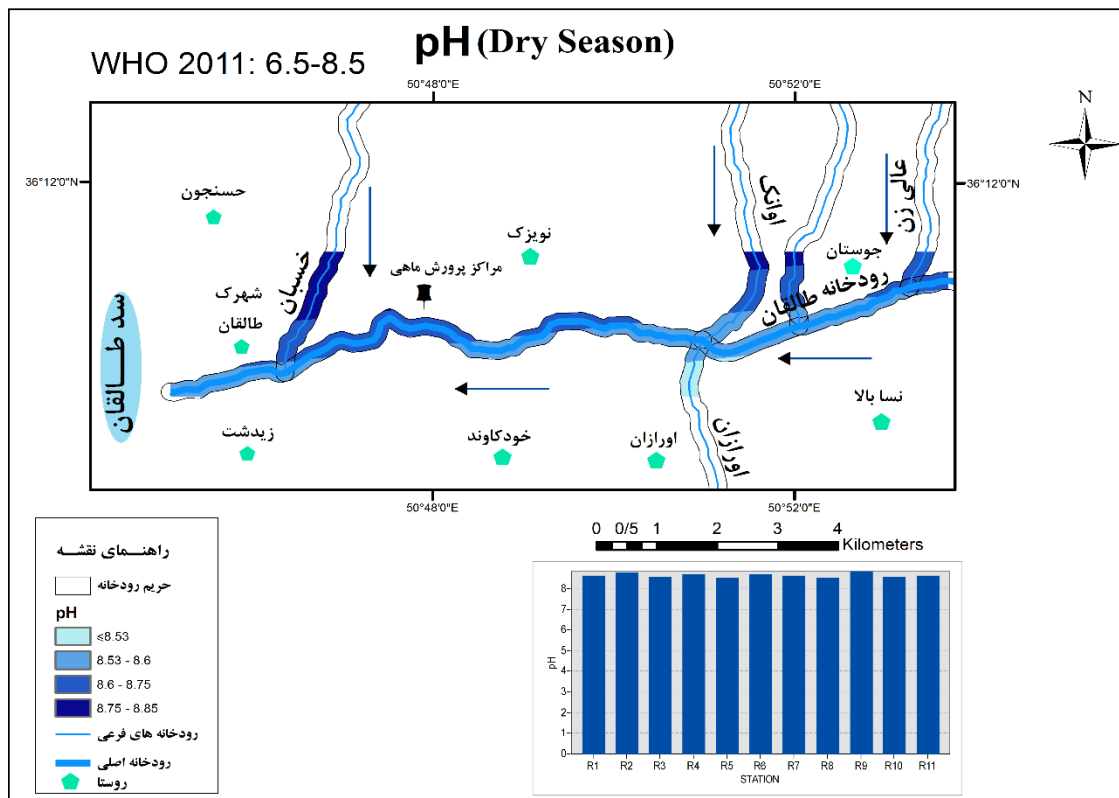 pH (Dry Season)
WHO 2011: 6.5-8.5
50°48'0"E
50°52'0"E
N
36°12'0"N
36°12'0"N
حسنجون
نویزک
اوانک
عالی زن
جوستان
مراکز پرورش ماهی
خسبان
شهرک
طالقان
رودخانه طالقان
سد طــالقان
زیدشت
خودکاوند
اورازان
اورازان
نسا بالا
50°48'0"E
50°52'0"E
0 0/5 1 2 3 4
Kilometers
راهنــمای نقشــه
حریم رودخانه
pH
≤8.53
8.53 - 8.6
8.6 - 8.75
8.75 - 8.85
رودخانه های فرعی
رودخانه اصلی
روستا
8
7
6
5
4
3
2
1
0
pH
R1 R2 R3 R4 R5 R6 R7 R8 R9 R10 R11
STATION